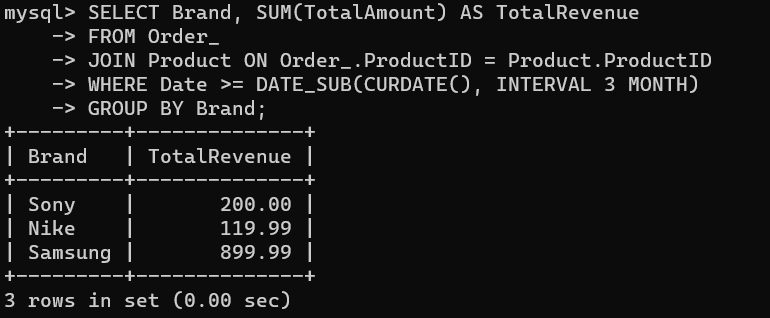 mysql> SELECT Brand, SUM(TotalAmount) AS TotalRevenue
    -> FROM Order_
    -> JOIN Product ON Order_.ProductID = Product.ProductID
    -> WHERE Date >= DATE_SUB(CURDATE(), INTERVAL 3 MONTH)
    -> GROUP BY Brand;
+---------+--------------+
| Brand   | TotalRevenue |
+---------+--------------+
| Sony    |       200.00 |
| Nike    |       119.99 |
| Samsung |       899.99 |
+---------+--------------+
3 rows in set (0.00 sec)